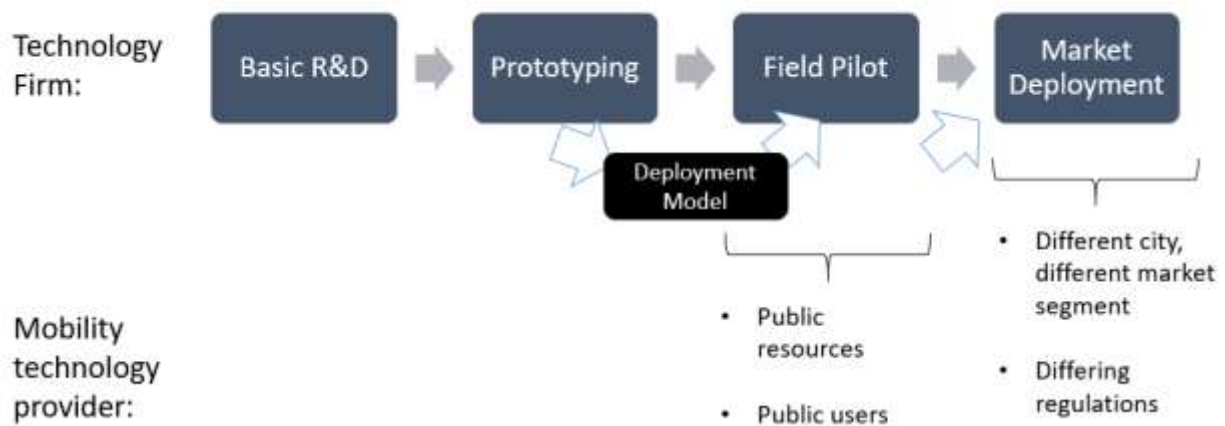 Technology
Firm:
Basic R&D
Prototyping
Field Pilot
Market
Deployment
Deployment
Model
Mobility
technology
provider:
• Public
resources
• Public users
• Different city,
different market
segment
• Differing
regulations